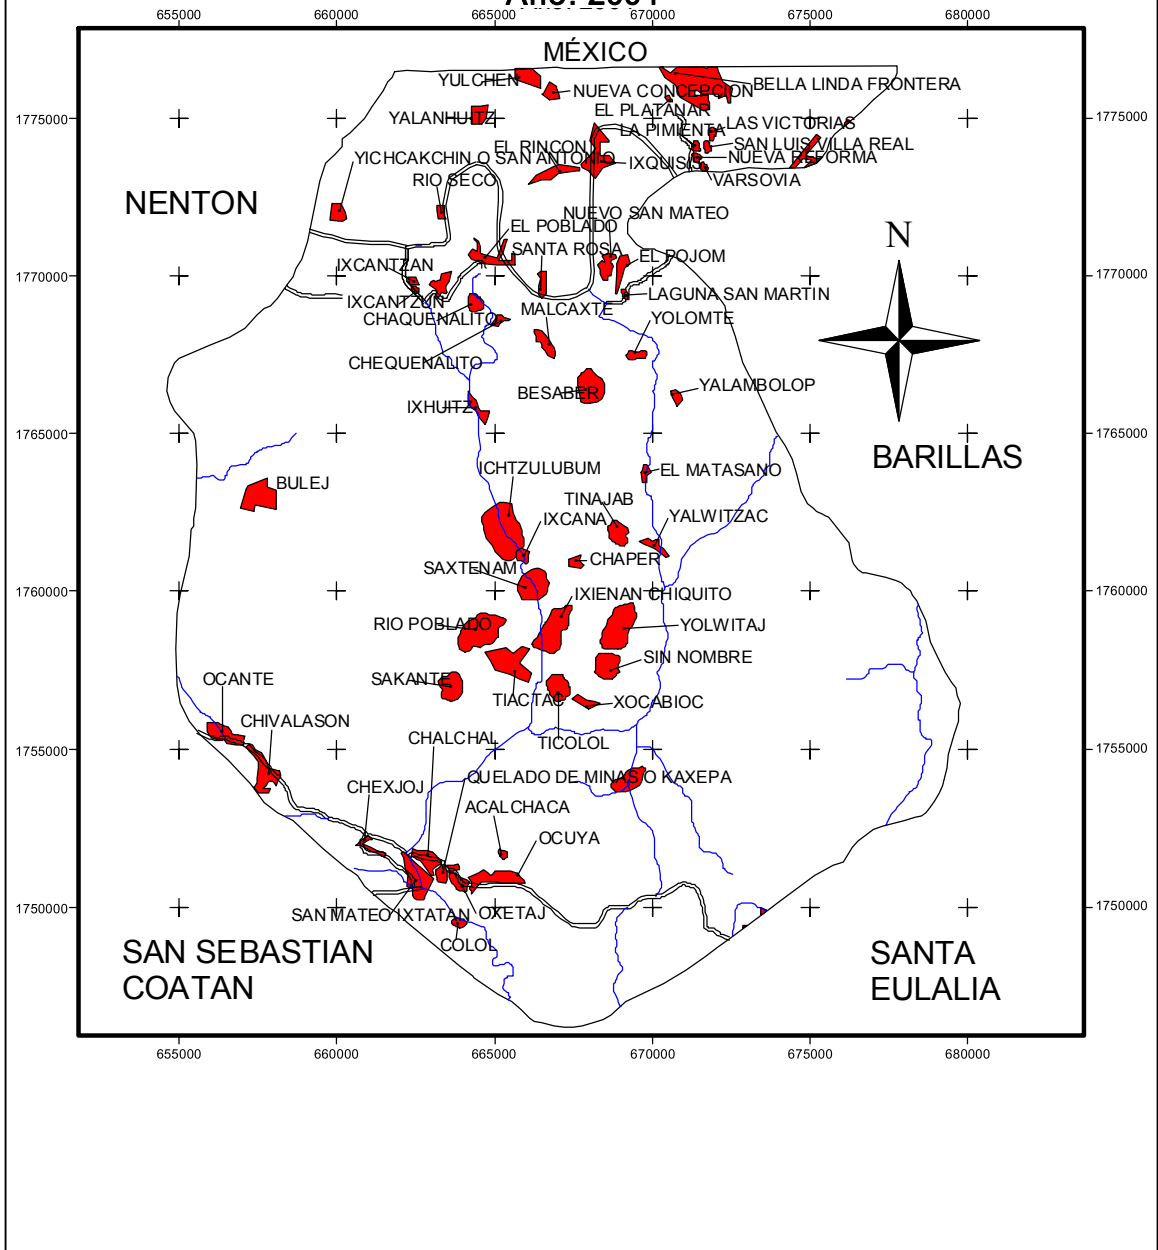 655000 660000 665000 670000 675000 680000
MÉXICO
YULCHEN
BELLA LINDA FRONTERA
NUEVA CONCEPCION
EL PLATANAR
1775000
YALANHUITZ
LA PIMIENTA
LAS VICTORIAS
1775000
EL RINCON
SAN LUIS VILLA REAL
YICHCAKCHIN O SAN ANTONIO
IXQUISIS
NUEVA REFORMA
RIO SECO
VARSOVIA
NENTON
NUEVO SAN MATEO
EL POBLADO
N
SANTA ROSA
EL POJOM
IXCANTZAN
1770000
1770000
LAGUNA SAN MARTIN
IXCANTZUN
MALCAXTE
CHAQUENALITO
YOLOMTE
CHEQUENALITO
YALAMBOLOP
BESABER
IXHUITZ
1765000
1765000
BARILLAS
ICHTZULUBUM
EL MATASANO
BULEJ
TINAJAB
IXCANA
YALWITZAC
CHAPER
SAXTENAM
1760000
1760000
IXIENAN CHIQUITO
RIO POBLADO
YOLWITAJ
SIN NOMBRE
OCANTE
SAKANTE
TIACTAC
XOCABIOC
CHIVALASON
CHALCHAL
TICOLOL
1755000
1755000
QUELADO DE MINAS O KAXEPA
CHEXJOJ
ACALCHACA
OCUYA
1750000
SAN MATEO IXTATAN
OXETAJ
1750000
COLOL
SAN SEBASTIAN
COATAN
SANTA
EULALIA
655000 660000 665000 670000 675000 680000